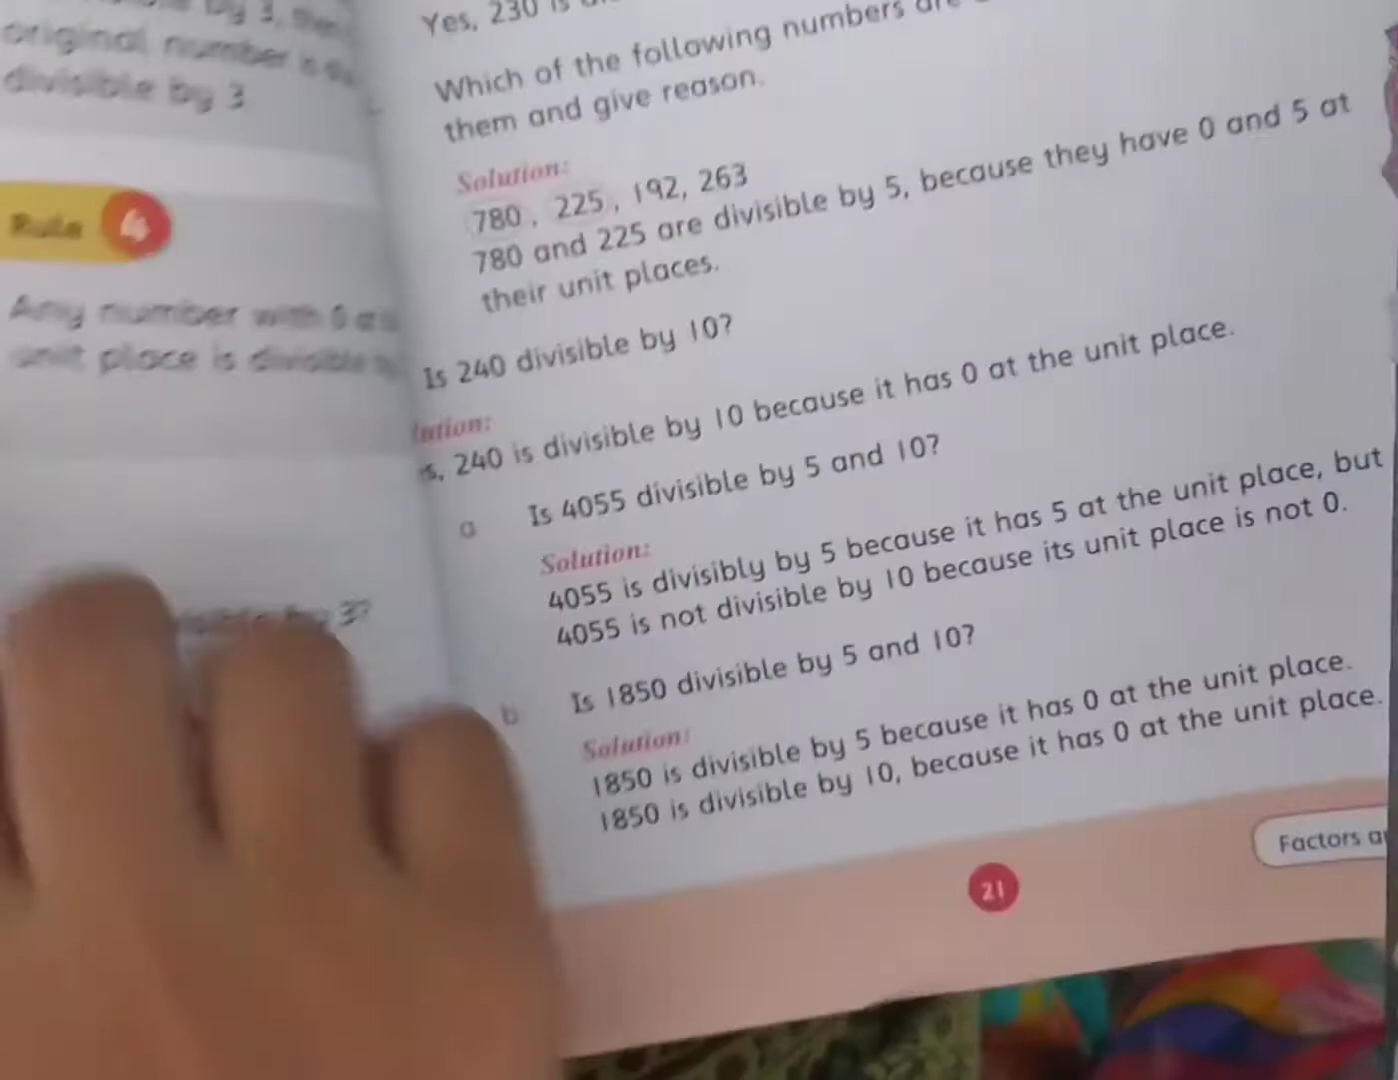 by 3,
original number is
divisible by 3
Rule 4
Any number with
unit place is divisible
by 3?
Yes, 230 is
Which of the following numbers are
them and give reason.
Solution:
780, 225, 192, 263
780 and 225 are divisible by 5, because they have 0 and 5 at
their unit places.
Is 240 divisible by 10?
lution:
s, 240 is divisible by 10 because it has 0 at the unit place.
a Is 4055 divisible by 5 and 10?
Solution:
4055 is divisibly by 5 because it has 5 at the unit place, but
4055 is not divisible by 10 because its unit place is not 0.
b Is 1850 divisible by 5 and 10?
Solution:
1850 is divisible by 5 because it has 0 at the unit place.
1850 is divisible by 10, because it has 0 at the unit place.
21
Factors